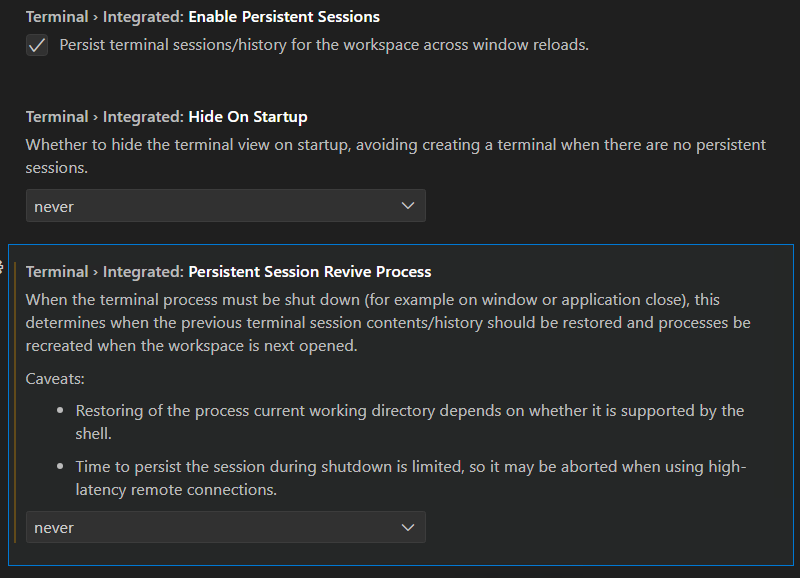 Terminal › Integrated: Enable Persistent Sessions
Persist terminal sessions/history for the workspace across window reloads.
Terminal › Integrated: Hide On Startup
Whether to hide the terminal view on startup, avoiding creating a terminal when there are no persistent
sessions.
never
Terminal › Integrated: Persistent Session Revive Process
When the terminal process must be shut down (for example on window or application close), this
determines when the previous terminal session contents/history should be restored and processes be
recreated when the workspace is next opened.
Caveats:
• Restoring of the process current working directory depends on whether it is supported by the
shell.
• Time to persist the session during shutdown is limited, so it may be aborted when using high-
latency remote connections.
never